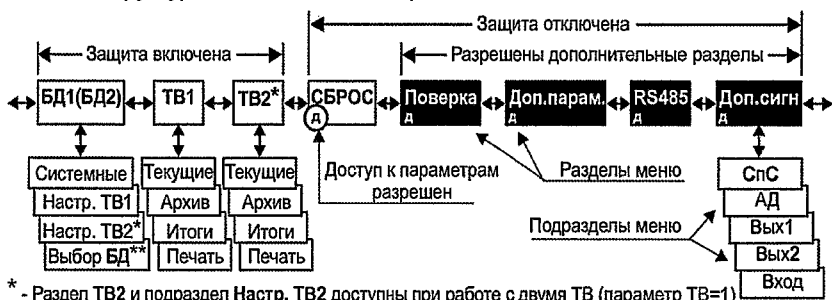 Защита отключена
Защита включена
Разрешены дополнительные разделы
БД1(БД2) ТВ1 ТВ2* СБРОС Поверка Доп.парам. RS485 Доп.сигн
д д д д д
Системные Текущие Текущие Доступ к параметрам Разделы меню СпС
Настр. ТВ1 Архив Архив разрешен АД
Настр. ТВ2* Итоги Итоги Подразделы меню Вых1
Выбор БД** Печать Печать Вых2
Вход
* - Раздел ТВ2 и подраздел Настр. ТВ2 доступны при работе с двумя ТВ (параметр ТВ=1)